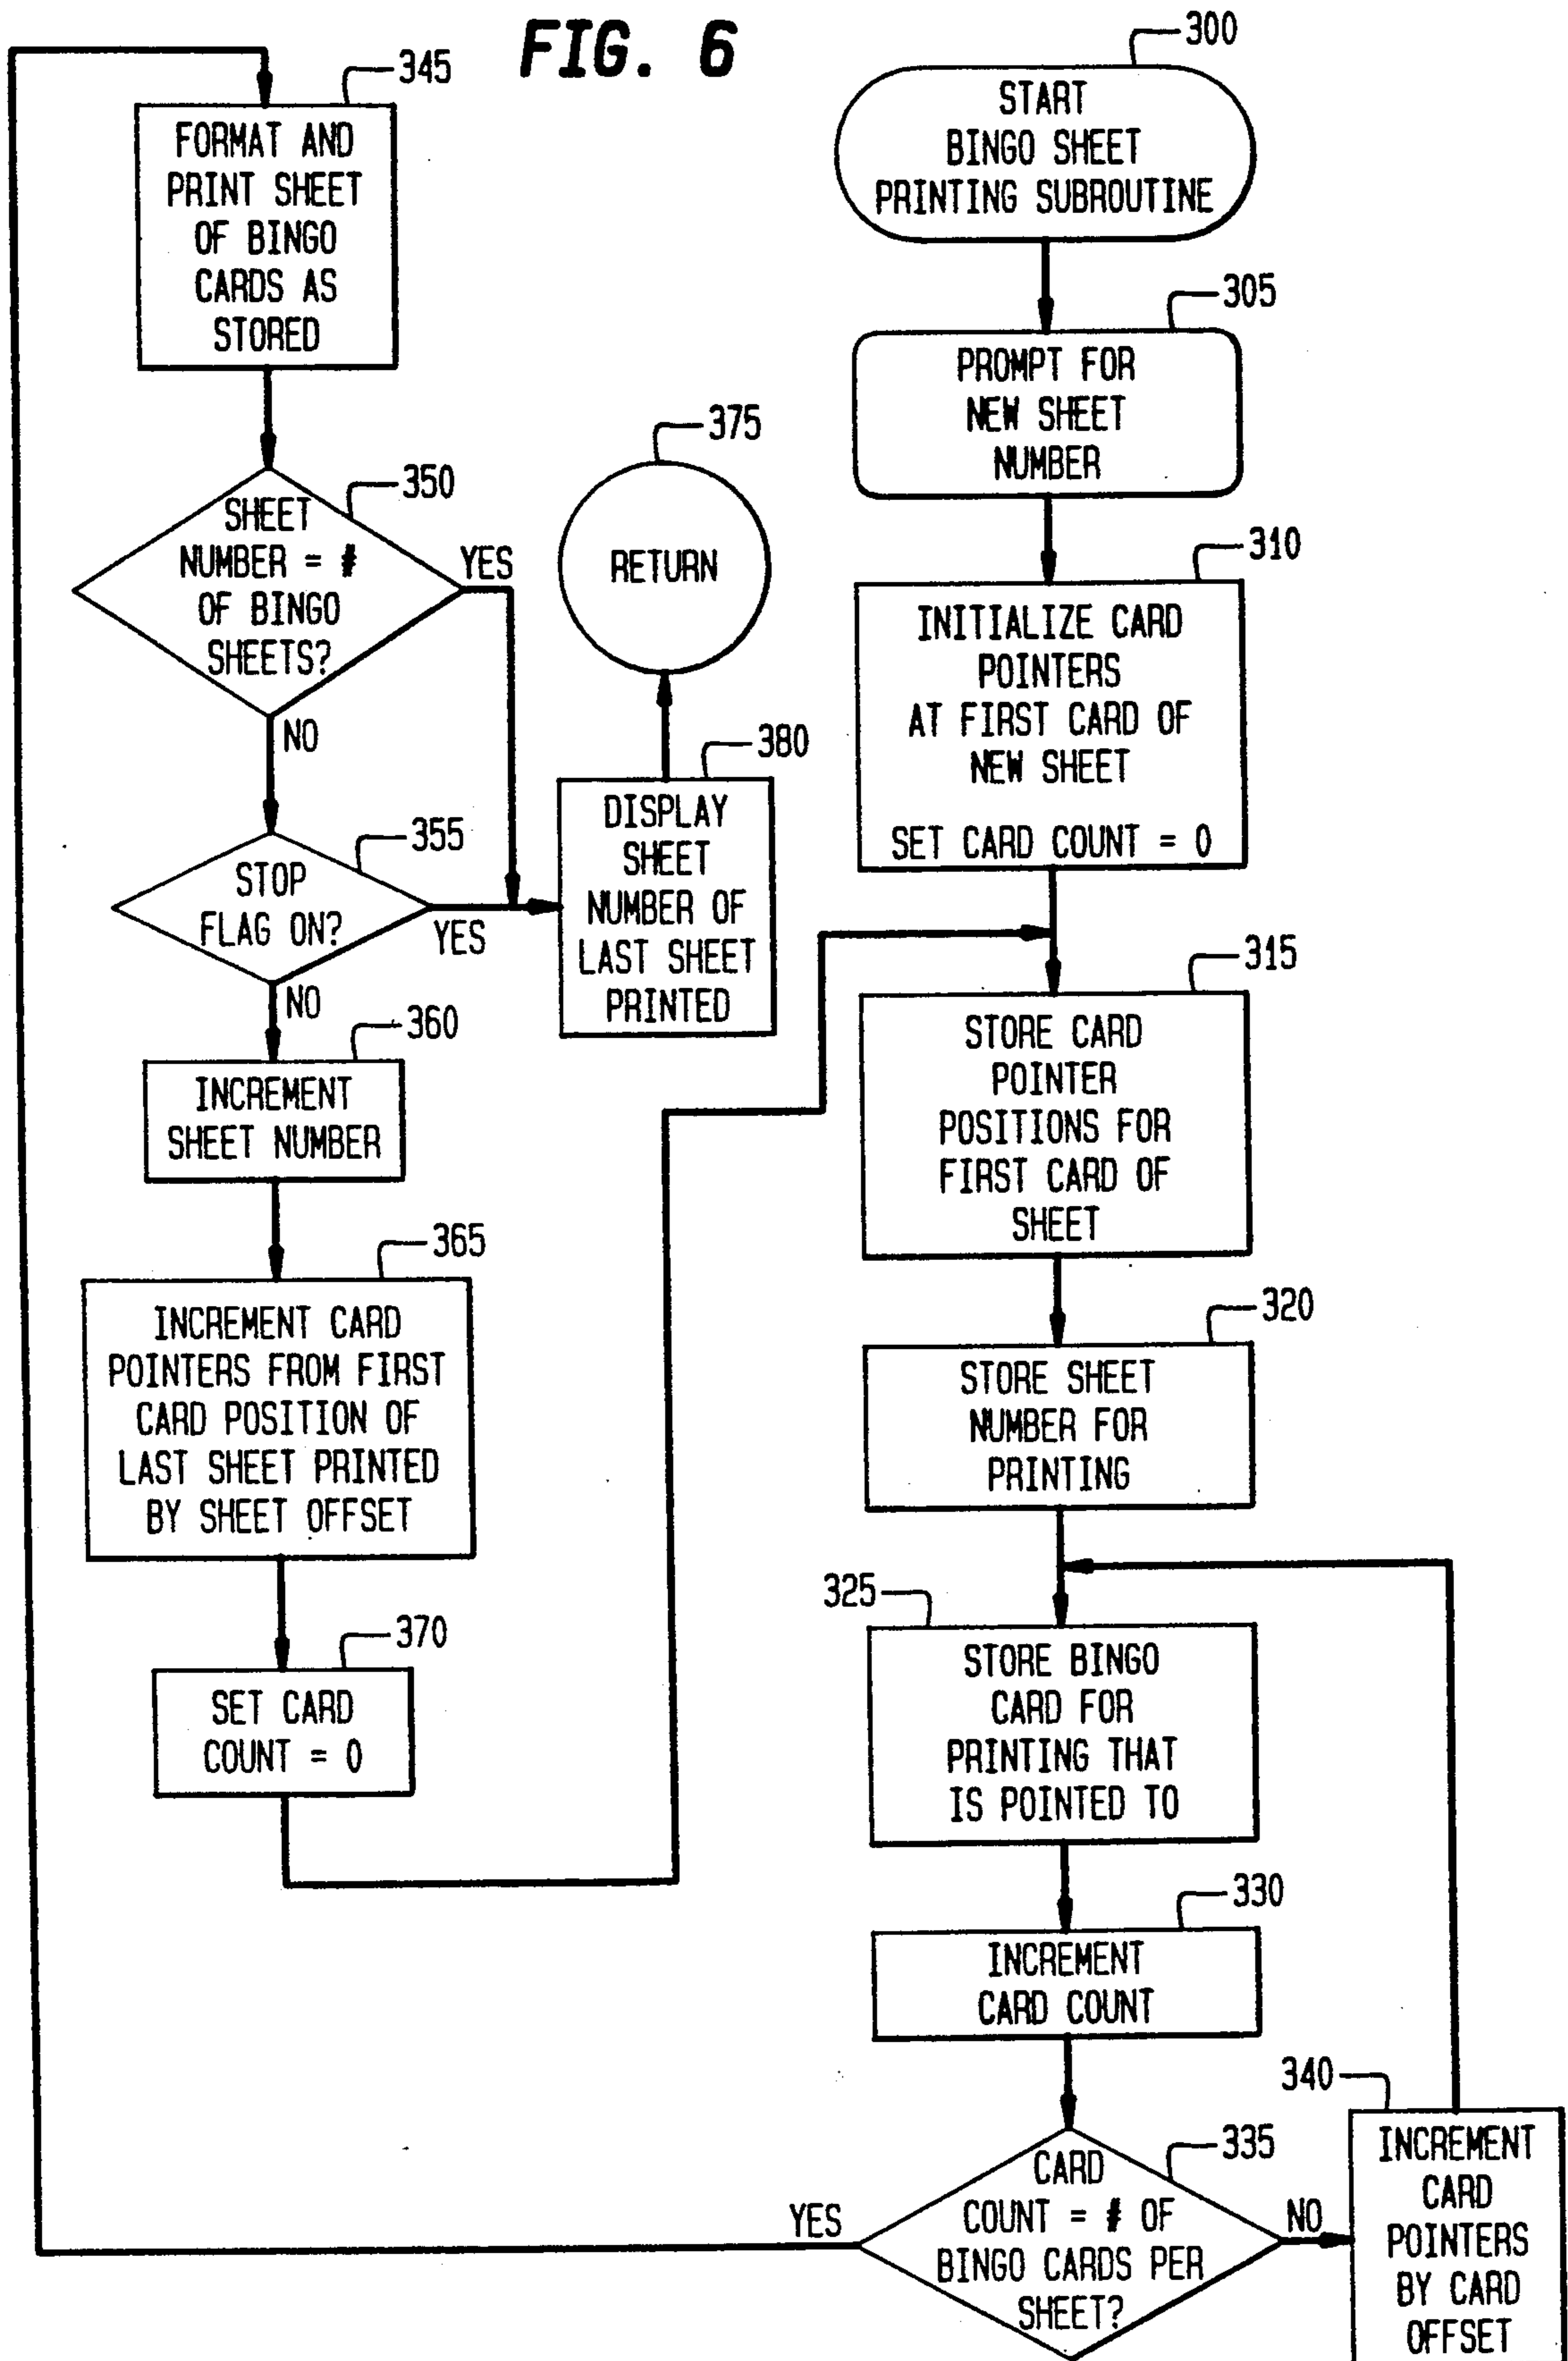 FIG. 6
300
START
BINGO SHEET
PRINTING SUBROUTINE
305
PROMPT FOR
NEW SHEET
NUMBER
310
INITIALIZE CARD
POINTERS
AT FIRST CARD OF
NEW SHEET
SET CARD COUNT = 0
315
STORE CARD
POINTER
POSITIONS FOR
FIRST CARD OF
SHEET
320
STORE SHEET
NUMBER FOR
PRINTING
325
STORE BINGO
CARD FOR
PRINTING THAT
IS POINTED TO
330
INCREMENT
CARD COUNT
335
CARD
COUNT = # OF
BINGO CARDS PER
SHEET?
YES
NO
340
INCREMENT
CARD
POINTERS
BY CARD
OFFSET
345
FORMAT AND
PRINT SHEET
OF BINGO
CARDS AS
STORED
350
SHEET
NUMBER = #
OF BINGO
SHEETS?
YES
NO
355
STOP
FLAG ON?
YES
NO
360
INCREMENT
SHEET NUMBER
365
INCREMENT CARD
POINTERS FROM FIRST
CARD POSITION OF
LAST SHEET PRINTED
BY SHEET OFFSET
370
SET CARD
COUNT = 0
375
RETURN
380
DISPLAY
SHEET
NUMBER OF
LAST SHEET
PRINTED